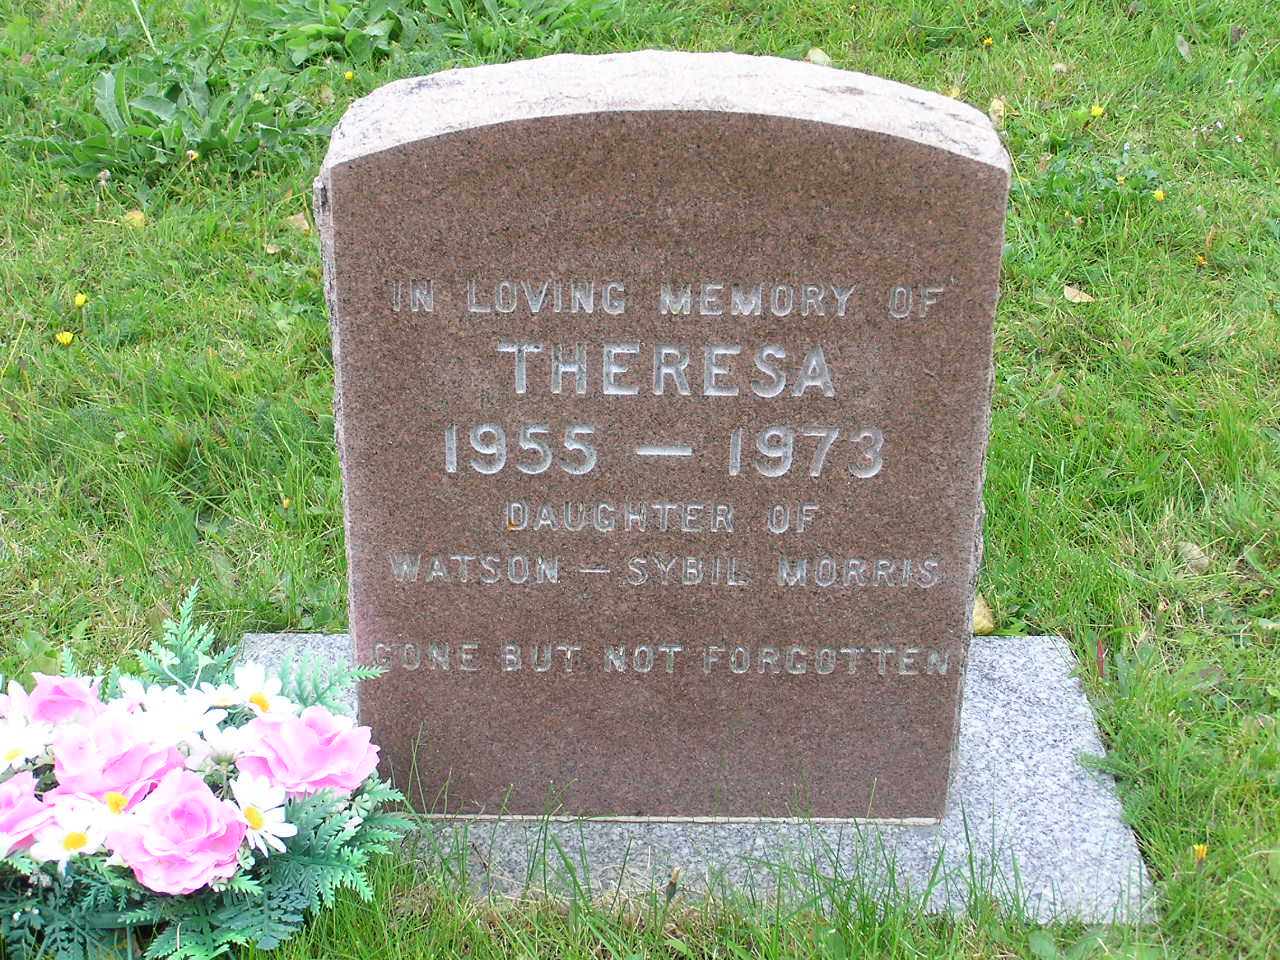 IN LOVING MEMORY OF
THERESA
1955 — 1973
DAUGHTER OF
WATSON — SYBIL MORRIS
GONE BUT NOT FORGOTTEN